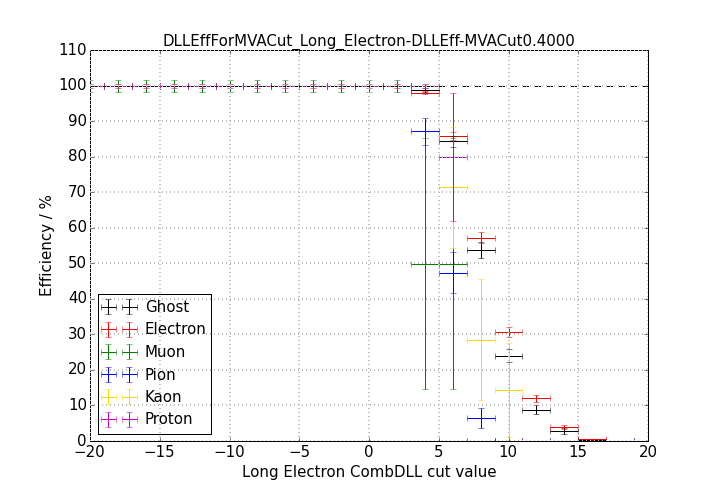 DLLEffForMVACut_Long_Electron-DLLEff-MVACut0.4000
110
100
90
80
70
60
50
40
30
20
10
0
Efficiency / %
Ghost
Electron
Muon
Pion
Kaon
Proton
−20 −15 −10 −5 0 5 10 15 20
Long Electron CombDLL cut value